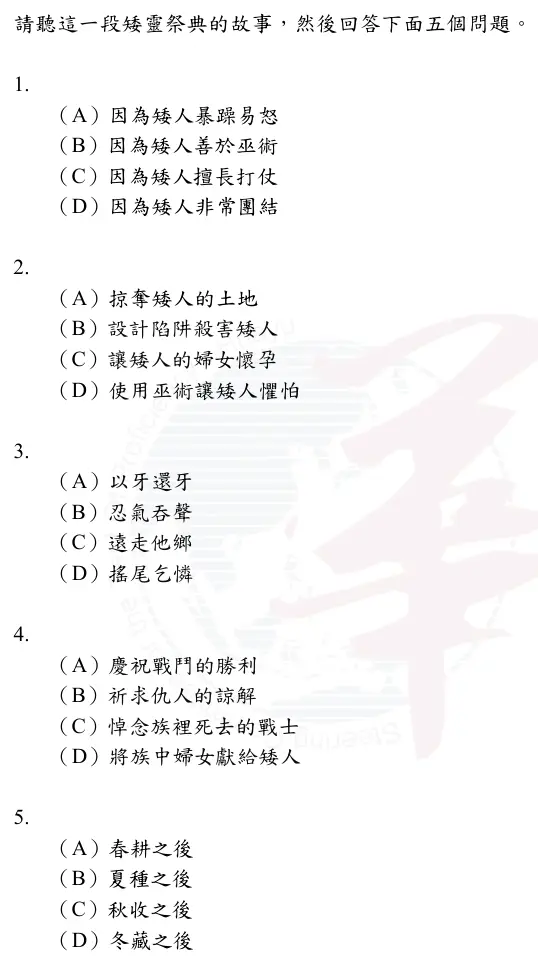 請聽這一段矮靈祭典的故事，然後回答下面五個問題。
1.
（A）因為矮人暴躁易怒
（B）因為矮人善於巫術
（C）因為矮人擅長打仗
（D）因為矮人非常團結
2.
（A）掠奪矮人的土地
（B）設計陷阱殺害矮人
（C）讓矮人的婦女懷孕
（D）使用巫術讓矮人懼怕
3.
（A）以牙還牙
（B）忍氣吞聲
（C）遠走他鄉
（D）搖尾乞憐
4.
（A）慶祝戰鬥的勝利
（B）祈求仇人的諒解
（C）悼念族裡死去的戰士
（D）將族中婦女獻給矮人
5.
（A）春耕之後
（B）夏種之後
（C）秋收之後
（D）冬藏之後